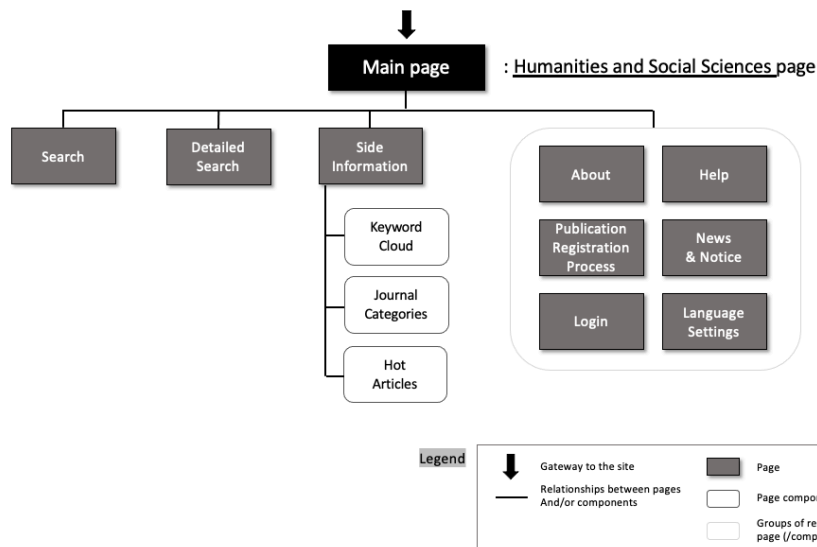 Main page
: Humanities and Social Sciences page
Search
Detailed
Search
Side
Information
About
Help
Keyword
Cloud
Publication
Registration
Process
News
& Notice
Journal
Categories
Login
Language
Settings
Hot
Articles
Legend
Gateway to the site
Page
Relationships between pages
And/or components
Page compo
Groups of re
page (/comp